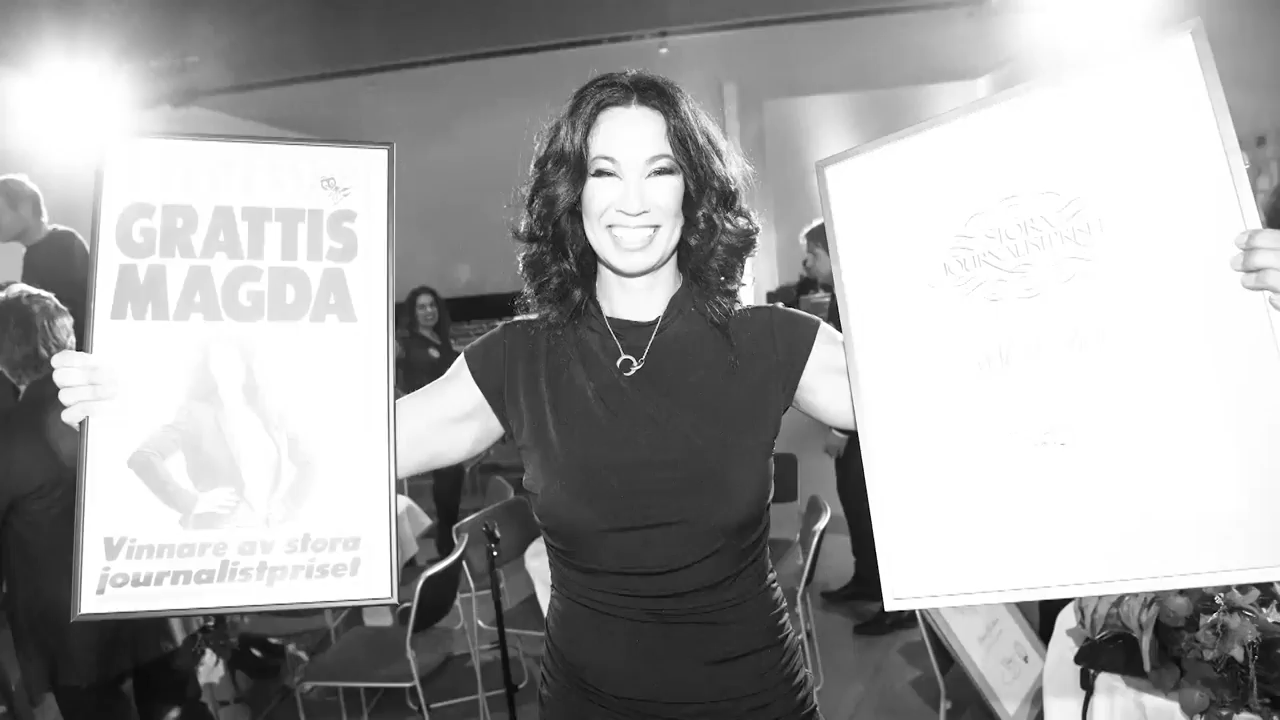 GRATTIS
MAGDA
Vinnare av stora
journalistpriset
STORA
JOURNALISTPRISET